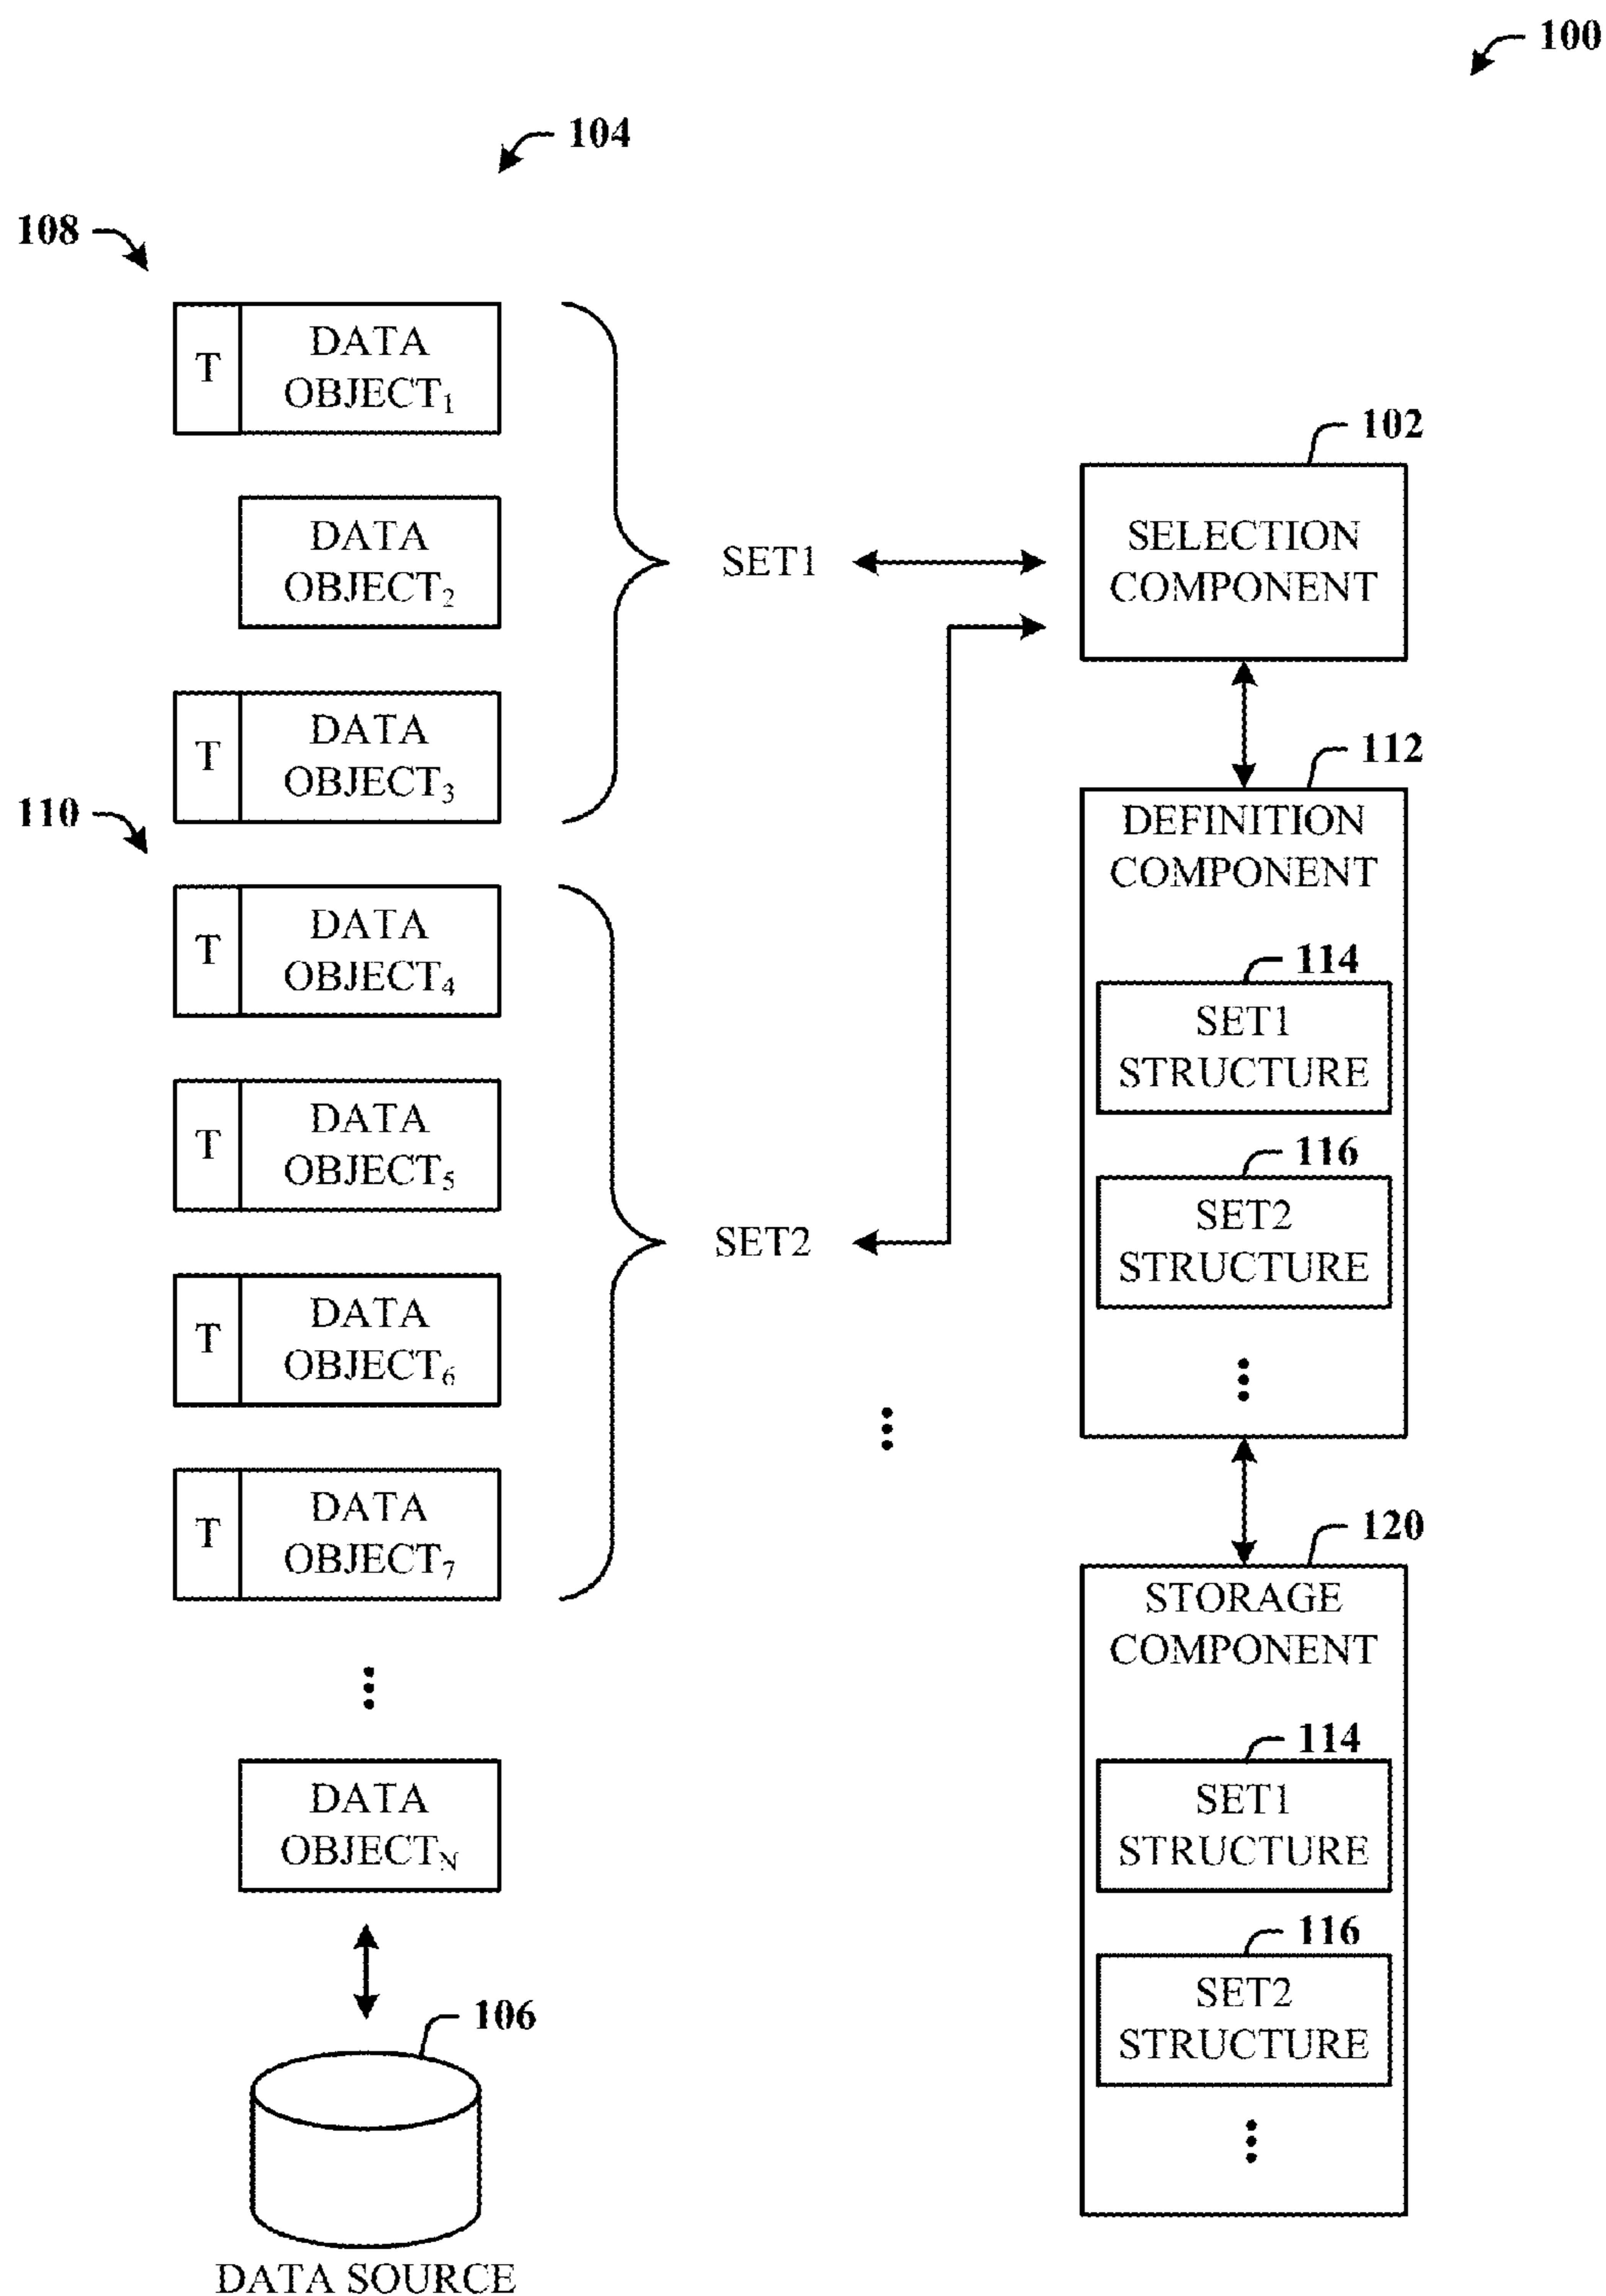 100
104
108
T
DATA
OBJECT₁
DATA
OBJECT₂
T
DATA
OBJECT₃
SET1
110
T
DATA
OBJECT₄
T
DATA
OBJECT₅
T
DATA
OBJECT₆
T
DATA
OBJECT₇
SET2
DATA
OBJECT_N
106
DATA SOURCE
102
SELECTION
COMPONENT
112
DEFINITION
COMPONENT
114
SET1
STRUCTURE
116
SET2
STRUCTURE
120
STORAGE
COMPONENT
114
SET1
STRUCTURE
116
SET2
STRUCTURE